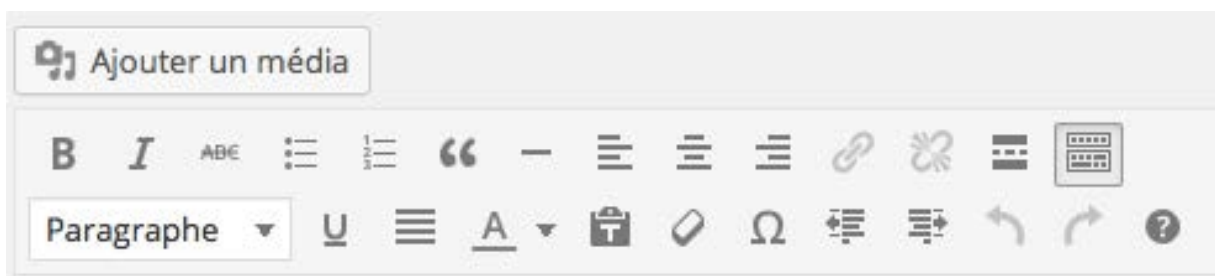 Ajouter un média
B I ABC
Paragraphe U A T Ω ?